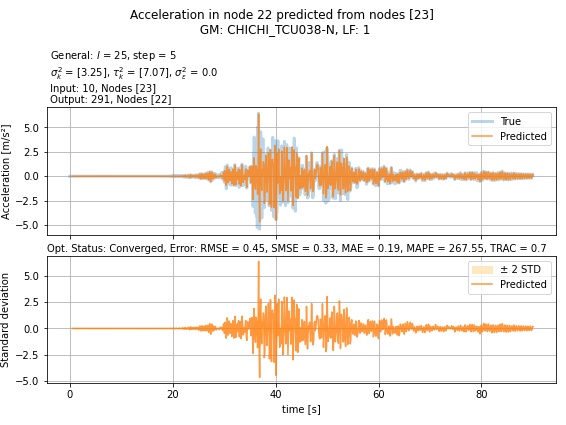 Acceleration in node 22 predicted from nodes [23]
GM: CHICHI_TCU038-N, LF: 1
General: l = 25, step = 5
σ²ₖ = [3.25], τ²ₖ = [7.07], σ²ε = 0.0
Input: 10, Nodes [23]
Output: 291, Nodes [22]
Acceleration [m/s²]
5.0
2.5
0.0
−2.5
−5.0
True
Predicted
Opt. Status: Converged, Error: RMSE = 0.45, SMSE = 0.33, MAE = 0.19, MAPE = 267.55, TRAC = 0.7
Standard deviation
5.0
2.5
0.0
−2.5
−5.0
± 2 STD
Predicted
0 20 40 60 80
time [s]